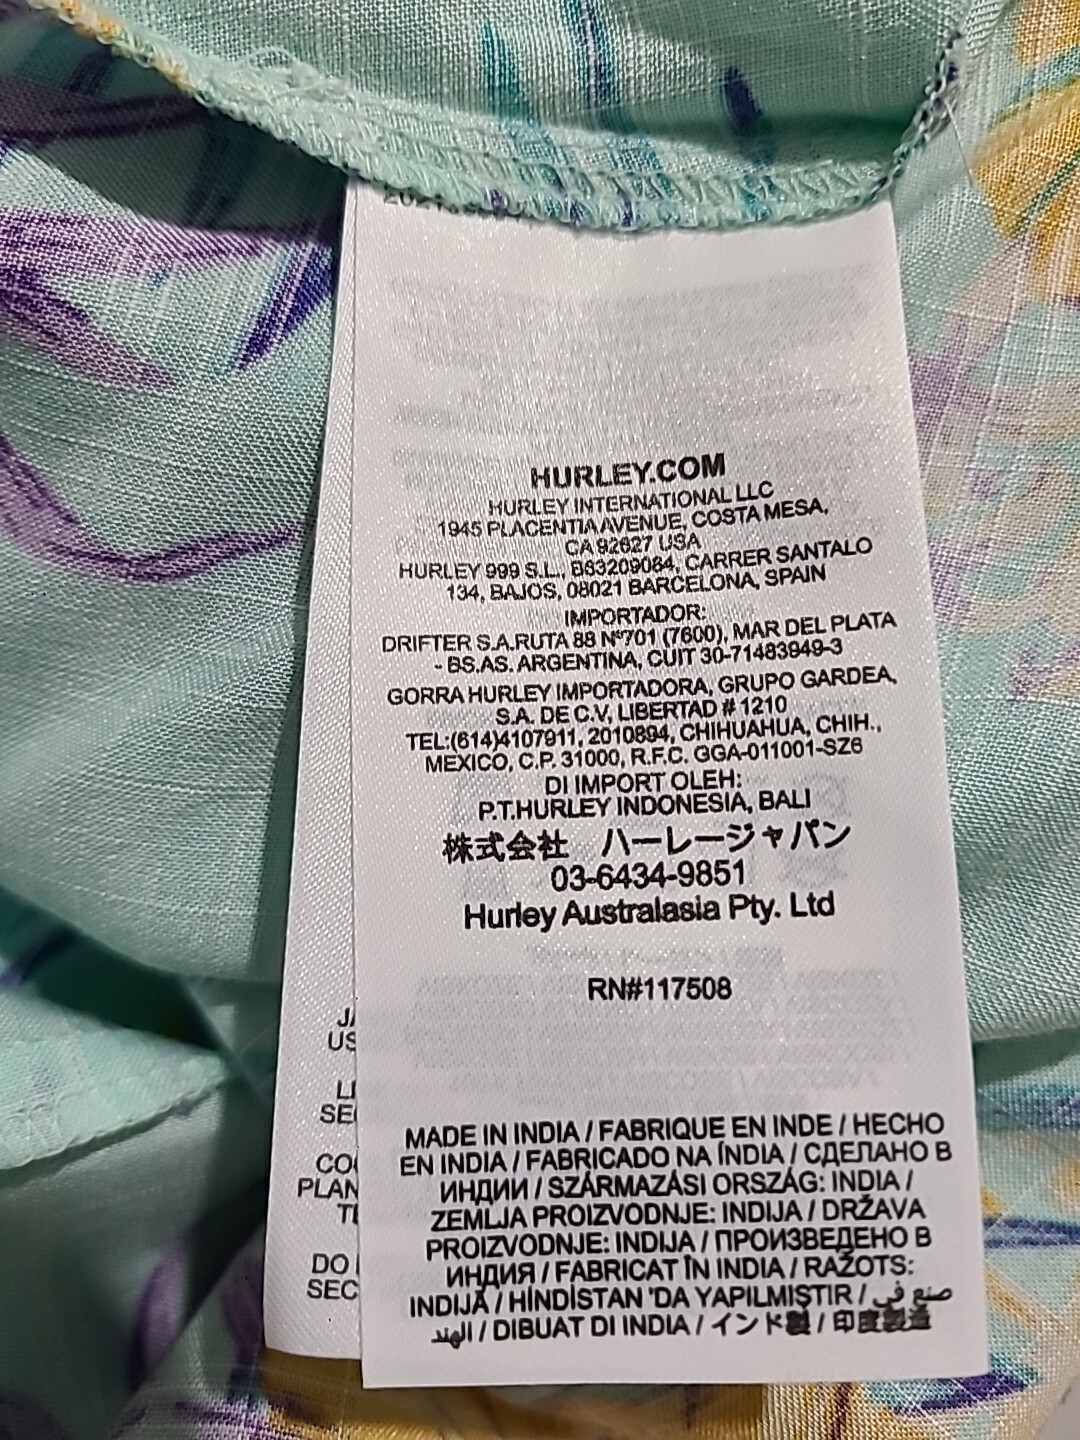 HURLEY.COM
HURLEY INTERNATIONAL LLC
1945 PLACENTIA AVENUE, COSTA MESA,
CA 92627 USA
HURLEY 999 S.L., B63209064, CARRER SANTALO
134, BAJOS, 08021 BARCELONA, SPAIN
IMPORTADOR:
DRIFTER S.A.RUTA 88 Nº701 (7600), MAR DEL PLATA
- BS.AS. ARGENTINA, CUIT 30-71483949-3
GORRA HURLEY IMPORTADORA, GRUPO GARDEA,
S.A. DE C.V, LIBERTAD # 1210
TEL:(614)4107911, 2010894, CHIHUAHUA, CHIH.,
MEXICO, C.P. 31000, R.F.C. GGA-011001-SZ6
DI IMPORT OLEH:
P.T.HURLEY INDONESIA, BALI
株式会社 ハーレージャパン
03-6434-9851
Hurley Australasia Pty. Ltd
RN#117508
MADE IN INDIA / FABRIQUE EN INDE / HECHO
EN INDIA / FABRICADO NA ÍNDIA / СДЕЛАНО В
ИНДИИ / SZÁRMAZÁSI ORSZÁG: INDIA /
ZEMLJA PROIZVODNJE: INDIJA / DRŽAVA
PROIZVODNJE: INDIJA / ПРОИЗВЕДЕНО В
ИНДИЯ / FABRICAT ÎN INDIA / RAŽOTS:
INDIJĀ / HİNDİSTAN 'DA YAPILMIŞTIR / صنع في
الهند / DIBUAT DI INDIA / インド製 / 印度製造
US
PLAN
DO